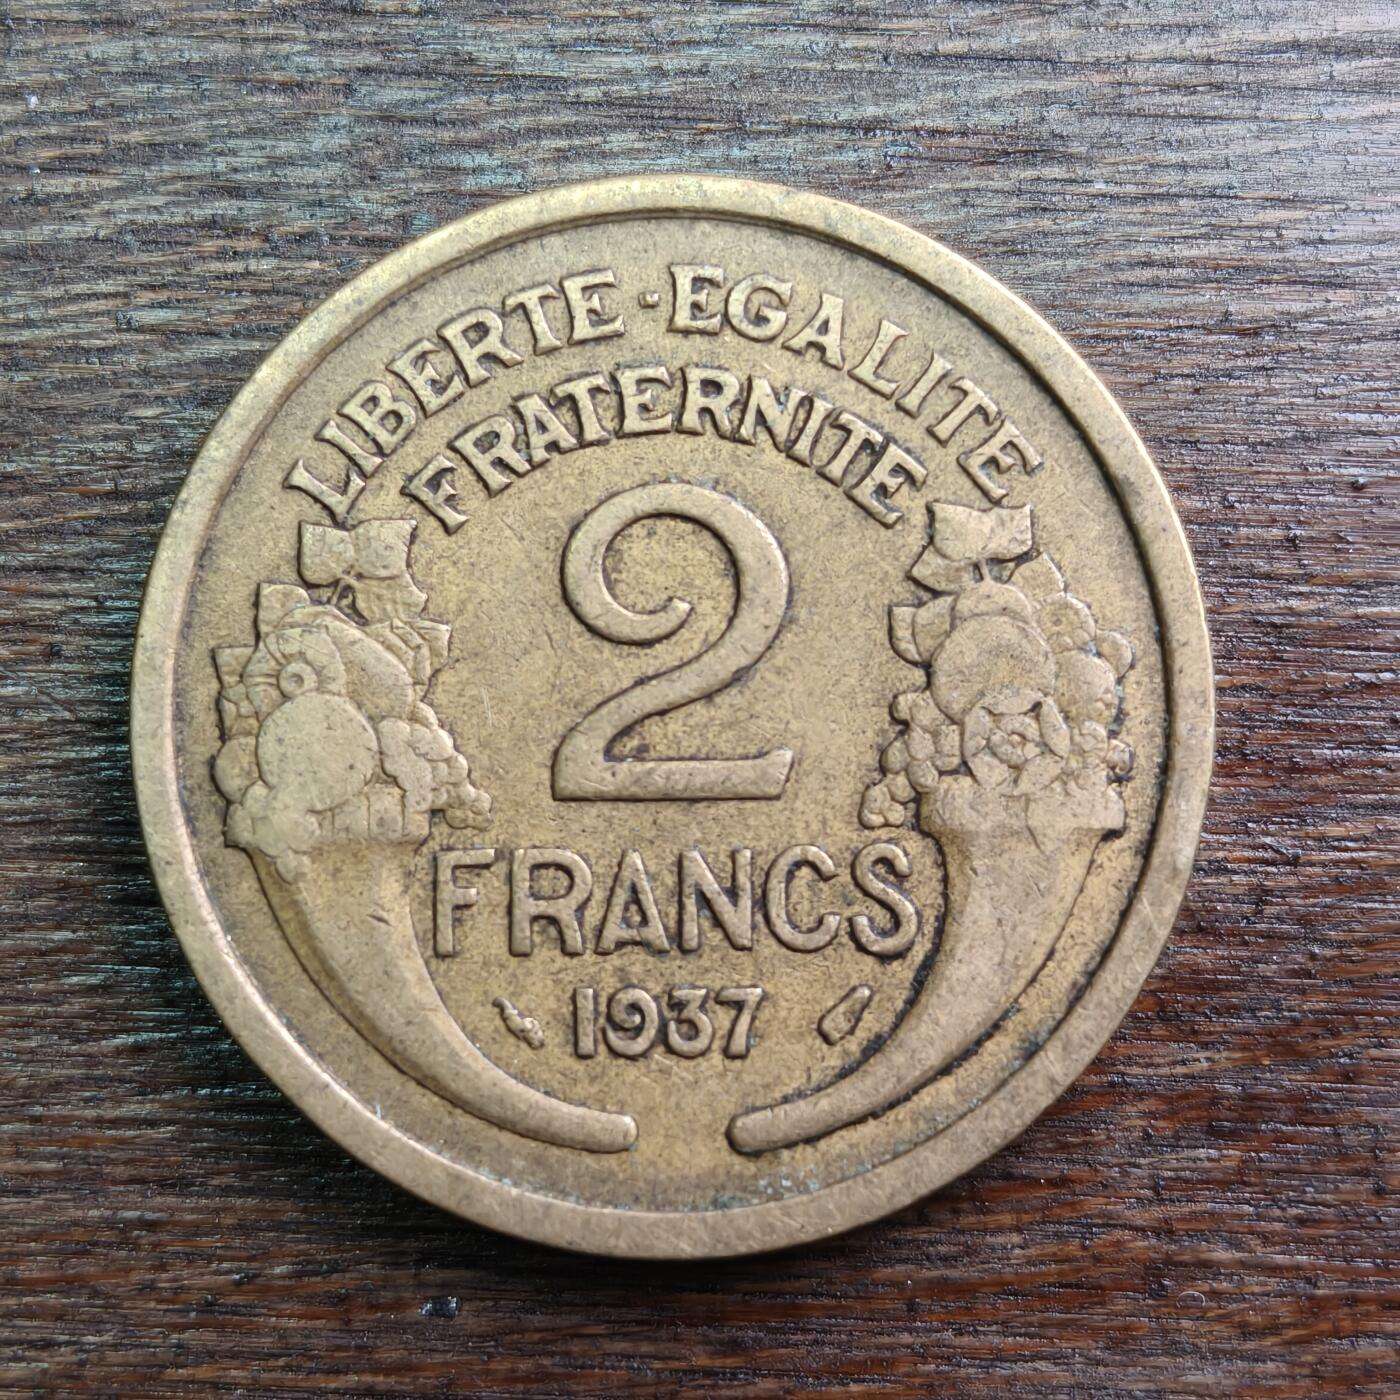 LIBERTE · EGALITE
FRATERNITE
2
FRANCS
1937